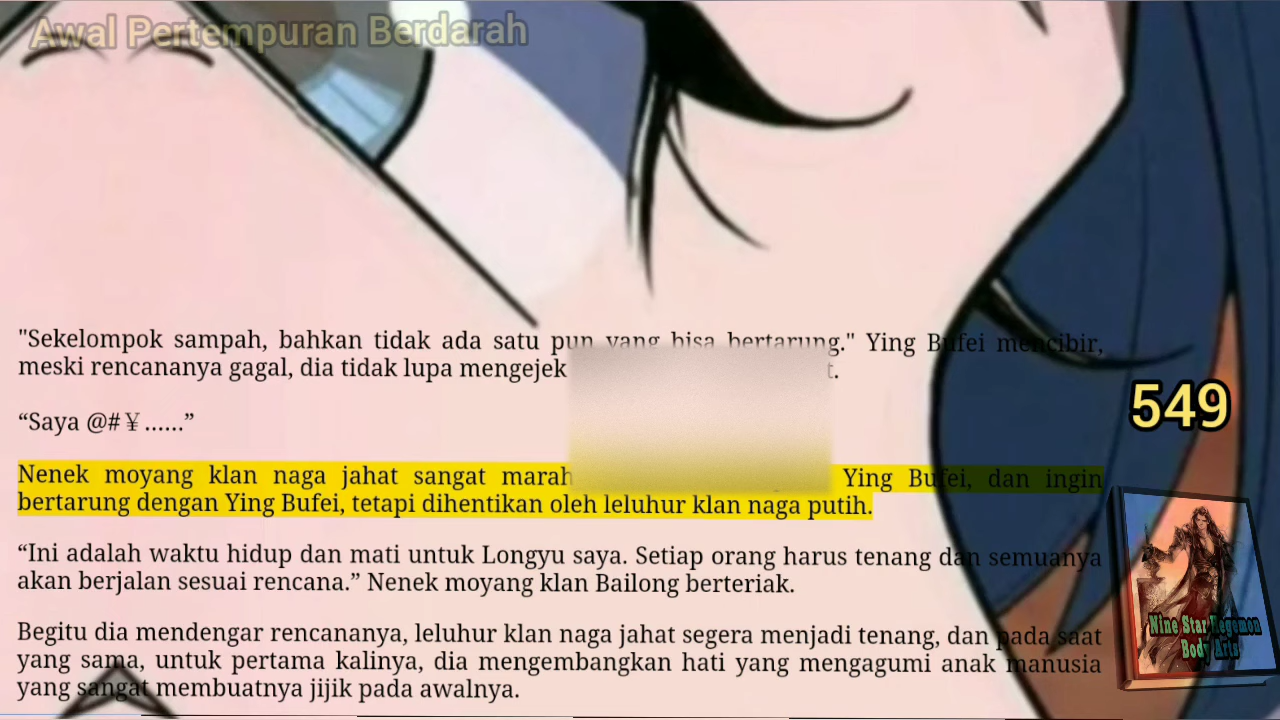 Awal Pertempuran Berdarah
"Sekelompok sampah, bahkan tidak ada satu pun yang bisa bertarung." Ying Bufei mencibir,
meski rencananya gagal, dia tidak lupa mengejek t.
“Saya @#￥......”
549
Nenek moyang klan naga jahat sangat marah Ying Bufei, dan ingin
bertarung dengan Ying Bufei, tetapi dihentikan oleh leluhur klan naga putih.
“Ini adalah waktu hidup dan mati untuk Longyu saya. Setiap orang harus tenang dan semuanya
akan berjalan sesuai rencana.” Nenek moyang klan Bailong berteriak.
Begitu dia mendengar rencananya, leluhur klan naga jahat segera menjadi tenang, dan pada saat
yang sama, untuk pertama kalinya, dia mengembangkan hati yang mengagumi anak manusia
yang sangat membuatnya jijik pada awalnya.
Nine Star Hegemon
Body Arts